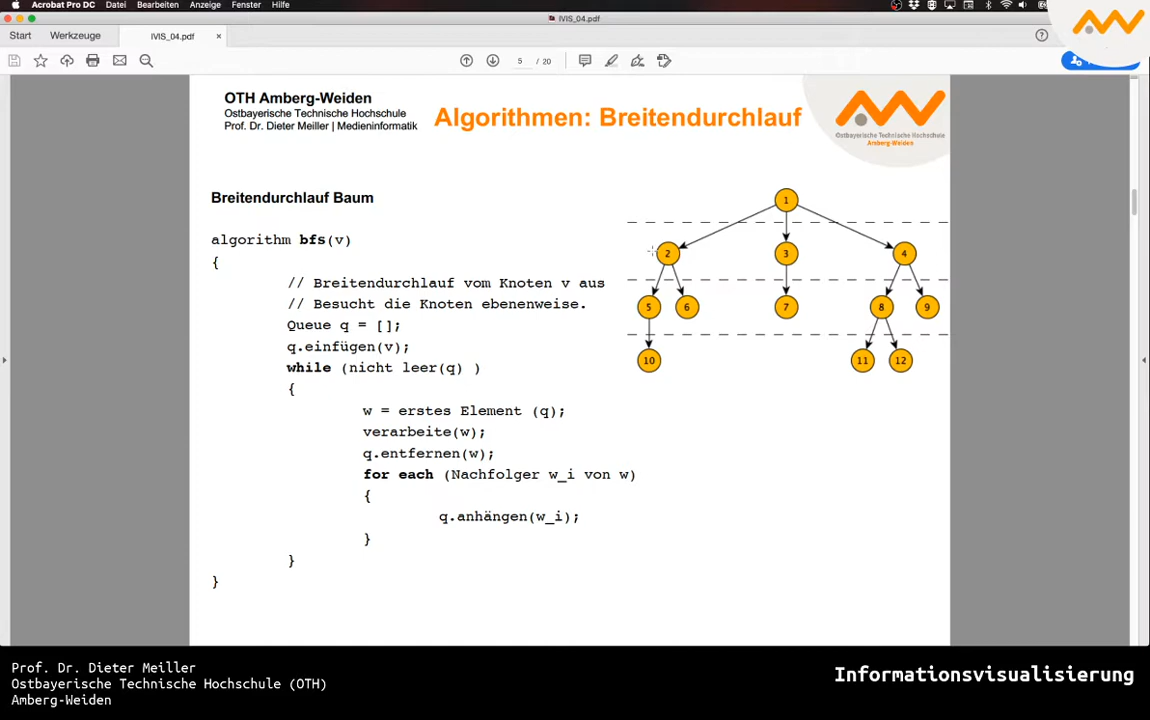 Acrobat Pro DC Datei Bearbeiten Anzeige Fenster Hilfe
IVIS_04.pdf
Start Werkzeuge IVIS_04.pdf ×
5 / 20
OTH Amberg-Weiden
Ostbayerische Technische Hochschule
Prof. Dr. Dieter Meiller | Medieninformatik
Algorithmen: Breitendurchlauf
Ostbayerische Technische Hochschule
Amberg-Weiden
Breitendurchlauf Baum
algorithm bfs(v)
{
// Breitendurchlauf vom Knoten v aus
// Besucht die Knoten ebenenweise.
Queue q = [];
q.einfügen(v);
while (nicht leer(q) )
{
w = erstes Element (q);
verarbeite(w);
q.entfernen(w);
for each (Nachfolger w_i von w)
{
q.anhängen(w_i);
}
}
}
1
2 3 4
5 6 7 8 9
10 11 12
Prof. Dr. Dieter Meiller
Ostbayerische Technische Hochschule (OTH)
Amberg-Weiden
Informationsvisualisierung